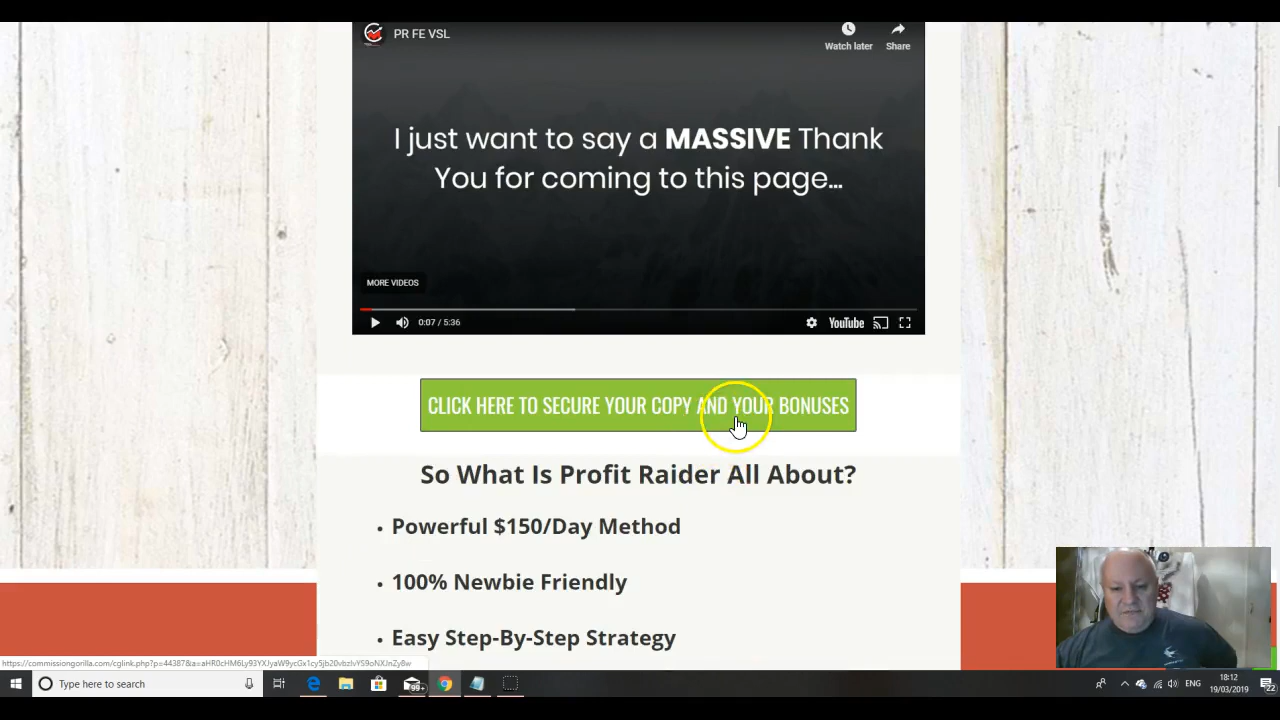 PR FE VSL
Watch later
Share
I just want to say a MASSIVE Thank
You for coming to this page...
MORE VIDEOS
0:07 / 5:36
YouTube
CLICK HERE TO SECURE YOUR COPY AND YOUR BONUSES
So What Is Profit Raider All About?
• Powerful $150/Day Method
• 100% Newbie Friendly
• Easy Step-By-Step Strategy
Type here to search
99+
ENG
18:12
19/03/2019
22